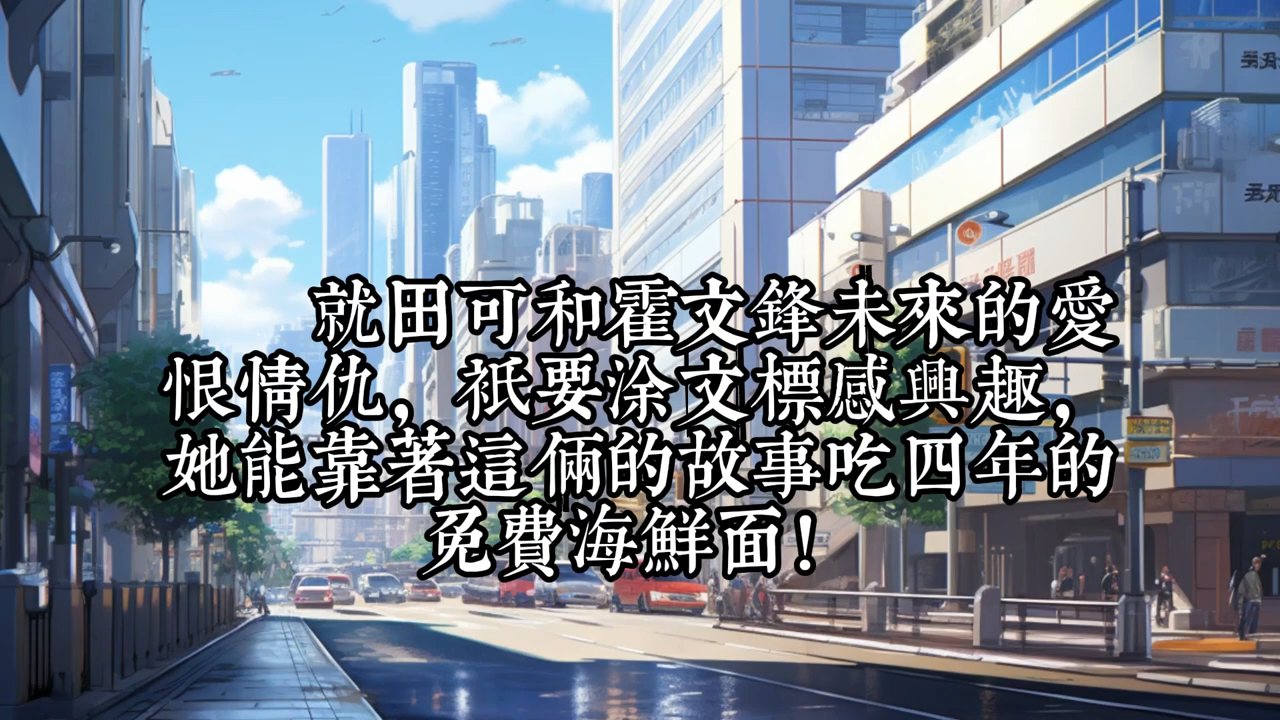 就田可和霍文鋒未來的愛
恨情仇，衹要涂文標感興趣，
她能靠著這倆的故事吃四年的
免費海鮮面！